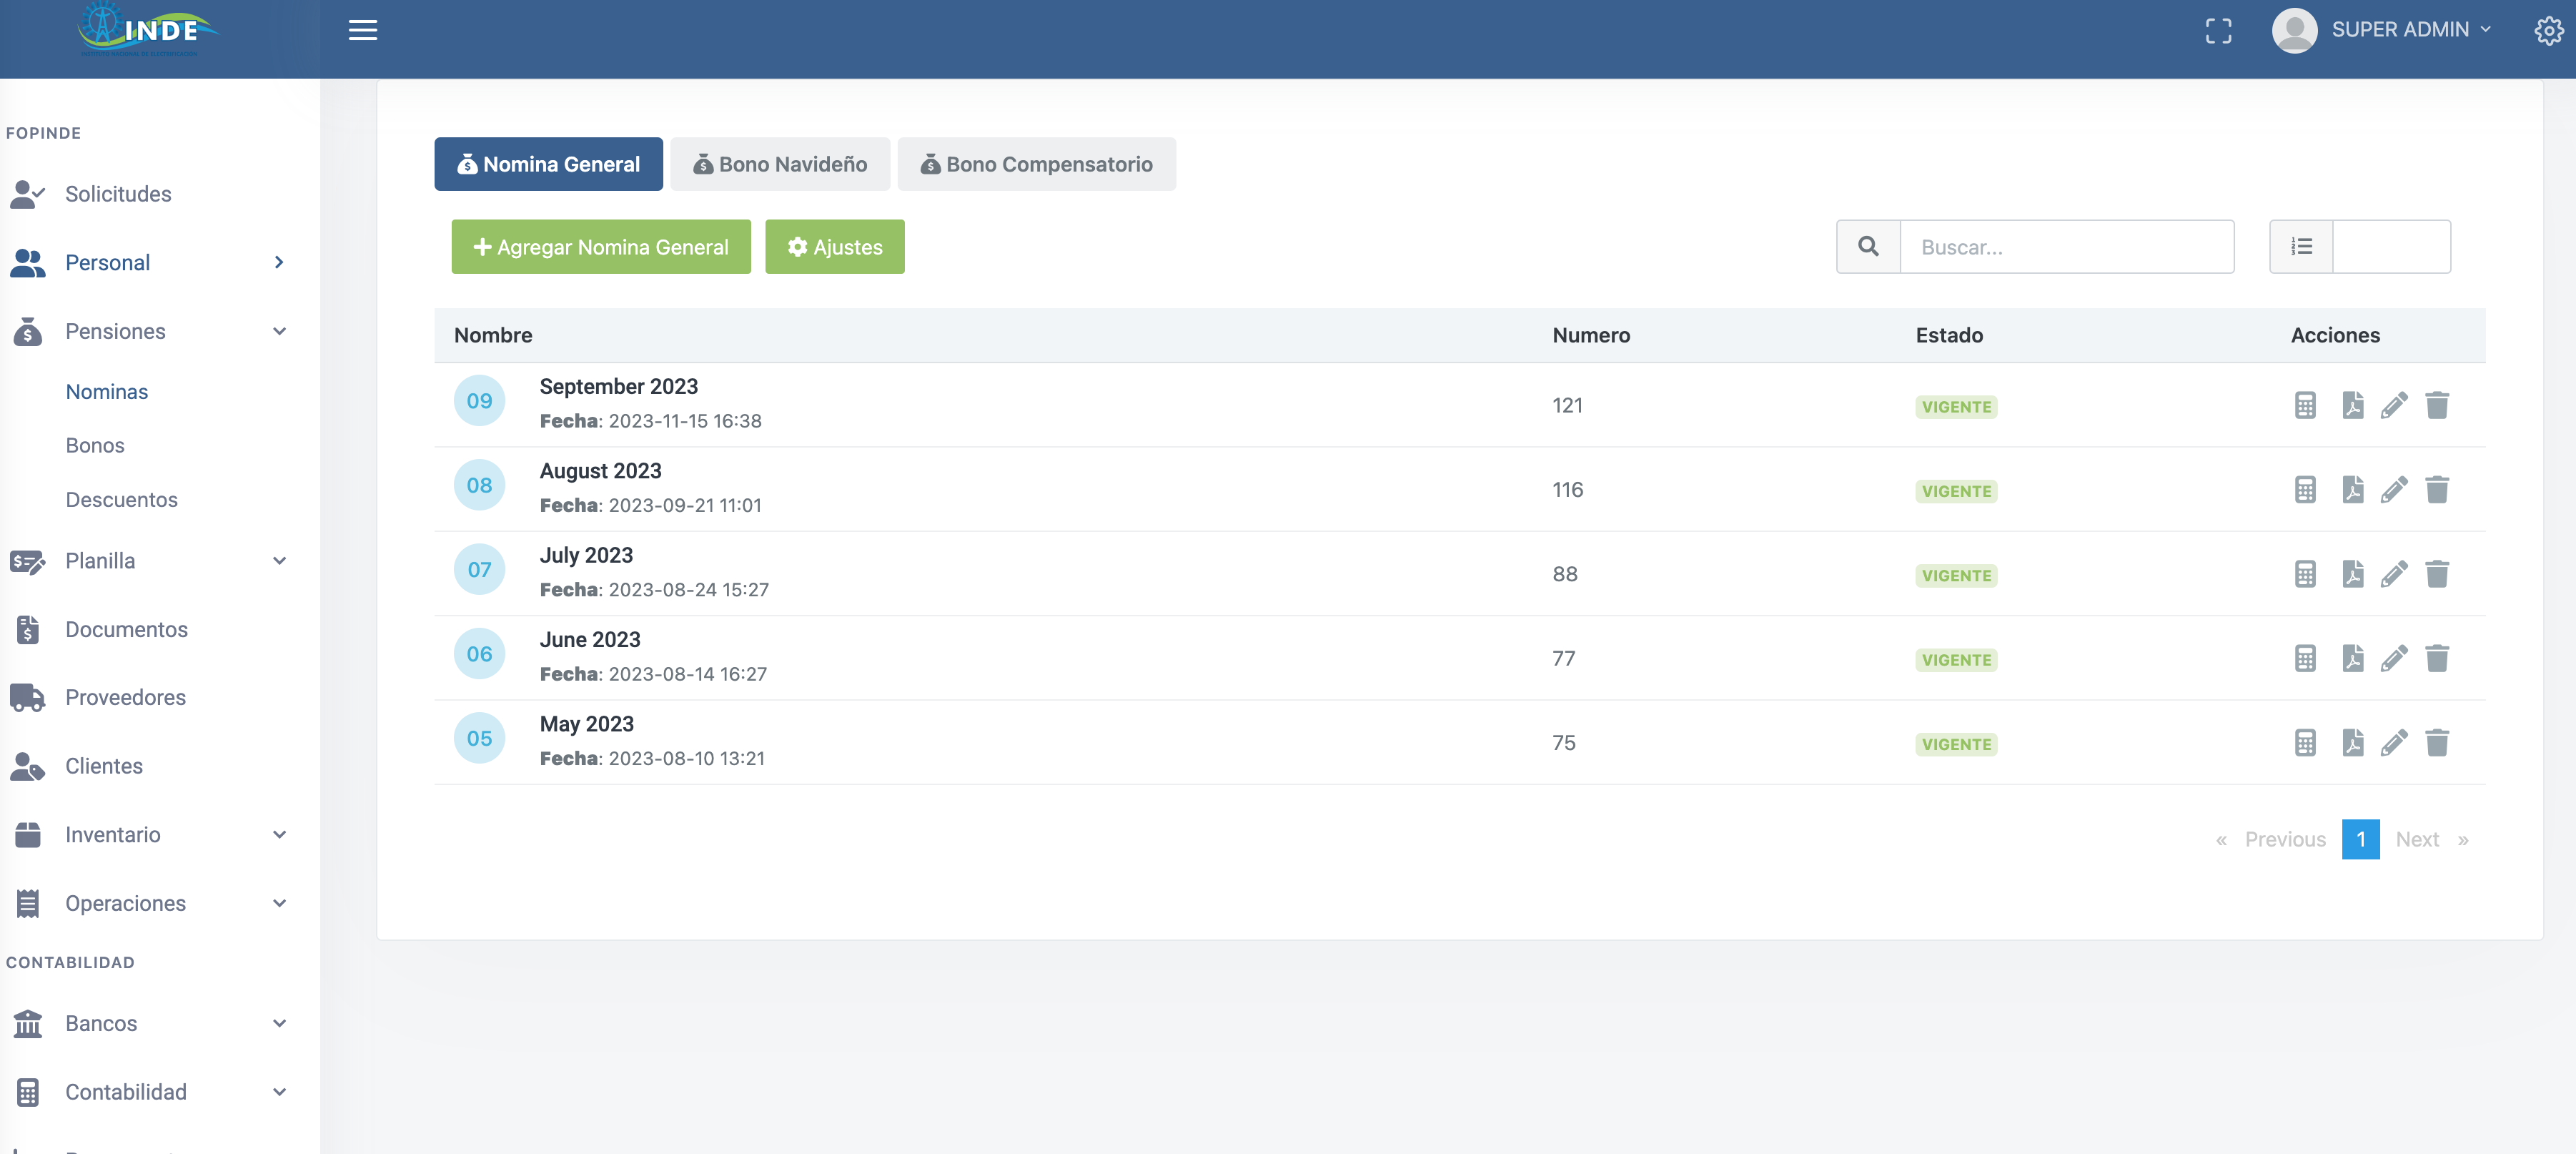 INDE
SUPER ADMIN
FOPINDE
Solicitudes
Personal
Pensiones
Nominas
Bonos
Descuentos
Planilla
Documentos
Proveedores
Clientes
Inventario
Operaciones
CONTABILIDAD
Bancos
Contabilidad
Nomina General
Bono Navideño
Bono Compensatorio
Agregar Nomina General
Ajustes
Buscar...
Nombre Numero Estado Acciones
09 September 2023
Fecha: 2023-11-15 16:38
121 VIGENTE
08 August 2023
Fecha: 2023-09-21 11:01
116 VIGENTE
07 July 2023
Fecha: 2023-08-24 15:27
88 VIGENTE
06 June 2023
Fecha: 2023-08-14 16:27
77 VIGENTE
05 May 2023
Fecha: 2023-08-10 13:21
75 VIGENTE
« Previous 1 Next »